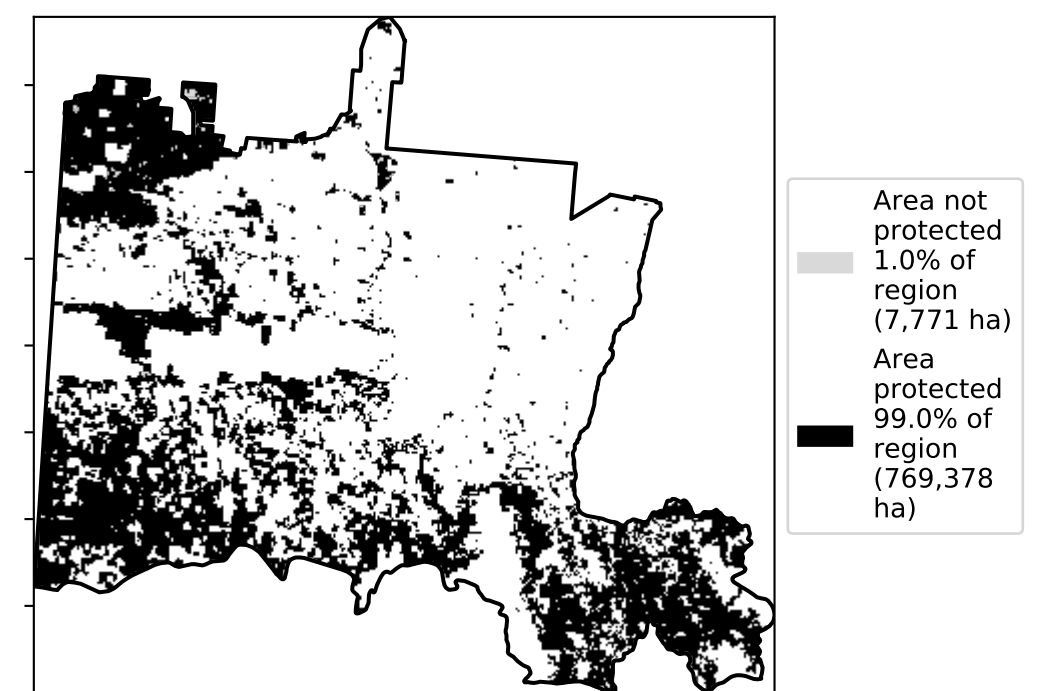 Area not
protected
1.0% of
region
(7,771 ha)
Area
protected
99.0% of
region
(769,378
ha)